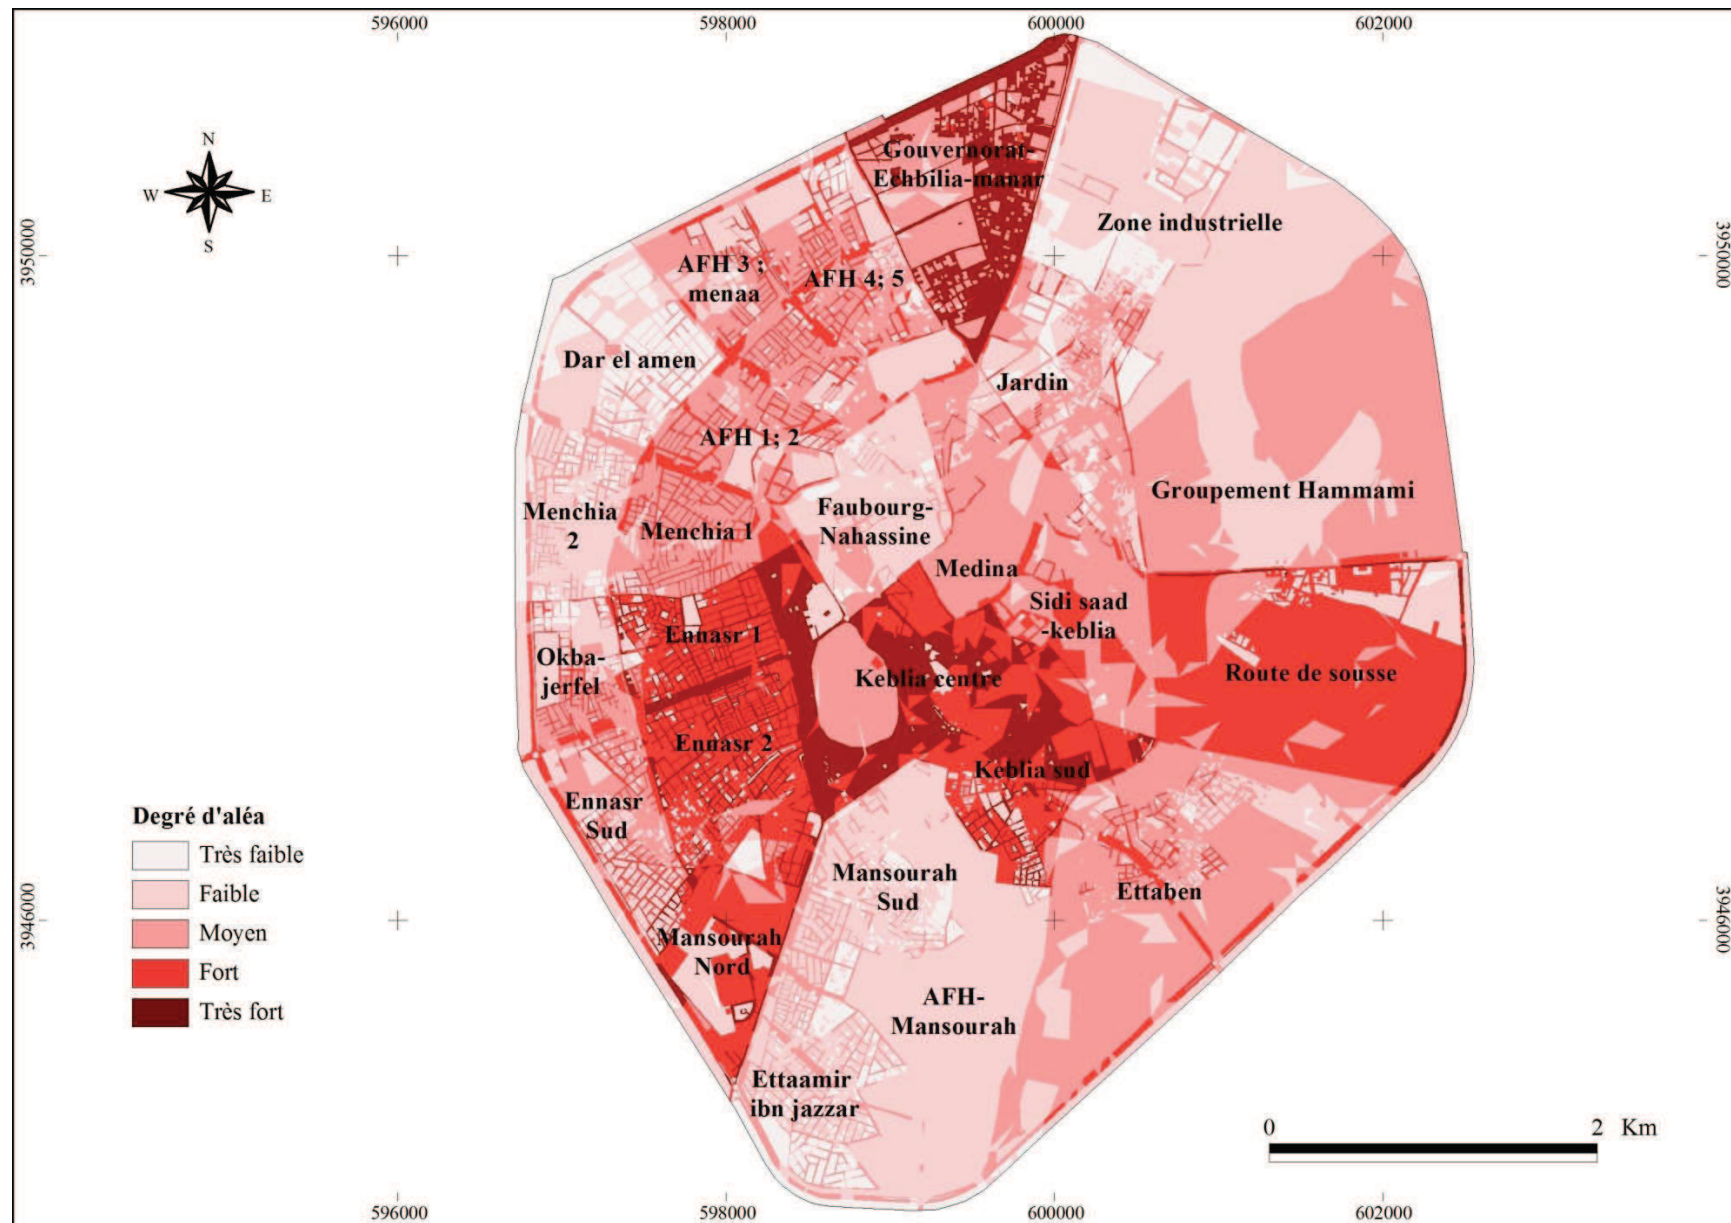 596000
598000
600000
602000
N
W
E
S
3950000
3950000
Gouvernorat-
Echbilia-manar
Zone industrielle
AFH 3 ;
menaa
AFH 4; 5
Dar el amen
Jardin
AFH 1; 2
Groupement Hammami
Menchia
2
Menchia 1
Faubourg-
Nahassine
Medina
Sidi saad
-keblia
Ennasr 1
Okba-
jerfel
Keblia centre
Route de sousse
Ennasr 2
Keblia sud
Ennasr
Sud
Mansourah
Sud
Ettaben
Mansourah
Nord
AFH-
Mansourah
Ettaamir
ibn jazzar
Degré d'aléa
Très faible
Faible
Moyen
Fort
Très fort
3946000
3946000
0
2
Km
596000
598000
600000
602000